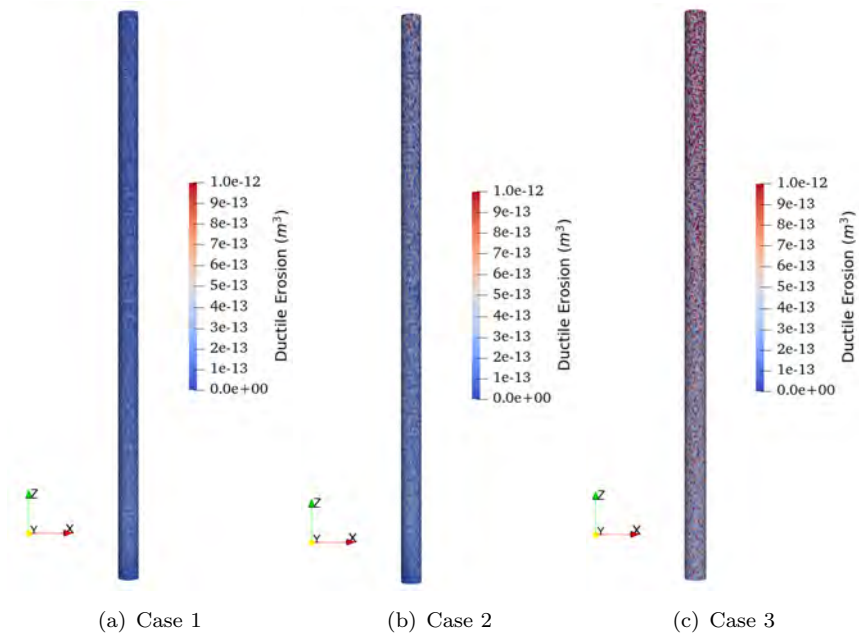 1.0e-12
9e-13
8e-13
7e-13
6e-13
5e-13
4e-13
3e-13
2e-13
1e-13
0.0e+00
Ductile Erosion (m³)
Z
Y
X
(a) Case 1
1.0e-12
9e-13
8e-13
7e-13
6e-13
5e-13
4e-13
3e-13
2e-13
1e-13
0.0e+00
Ductile Erosion (m³)
Z
Y
X
(b) Case 2
1.0e-12
9e-13
8e-13
7e-13
6e-13
5e-13
4e-13
3e-13
2e-13
1e-13
0.0e+00
Ductile Erosion (m³)
Z
Y
X
(c) Case 3